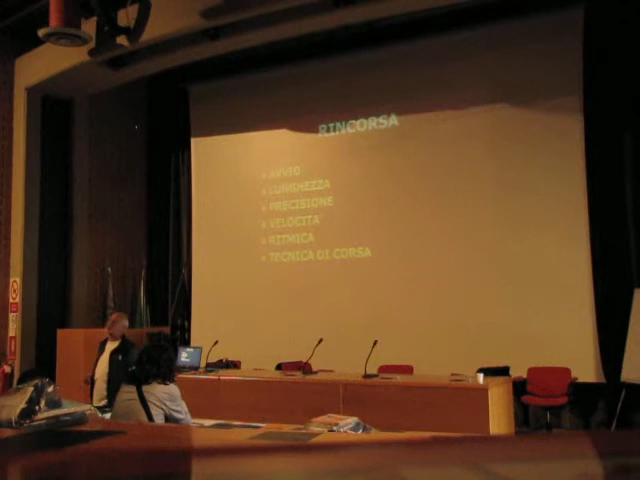 RINCORSA
AVVIO
LUNGHEZZA
PRECISIONE
VELOCITA'
RITMICA
TECNICA DI CORSA